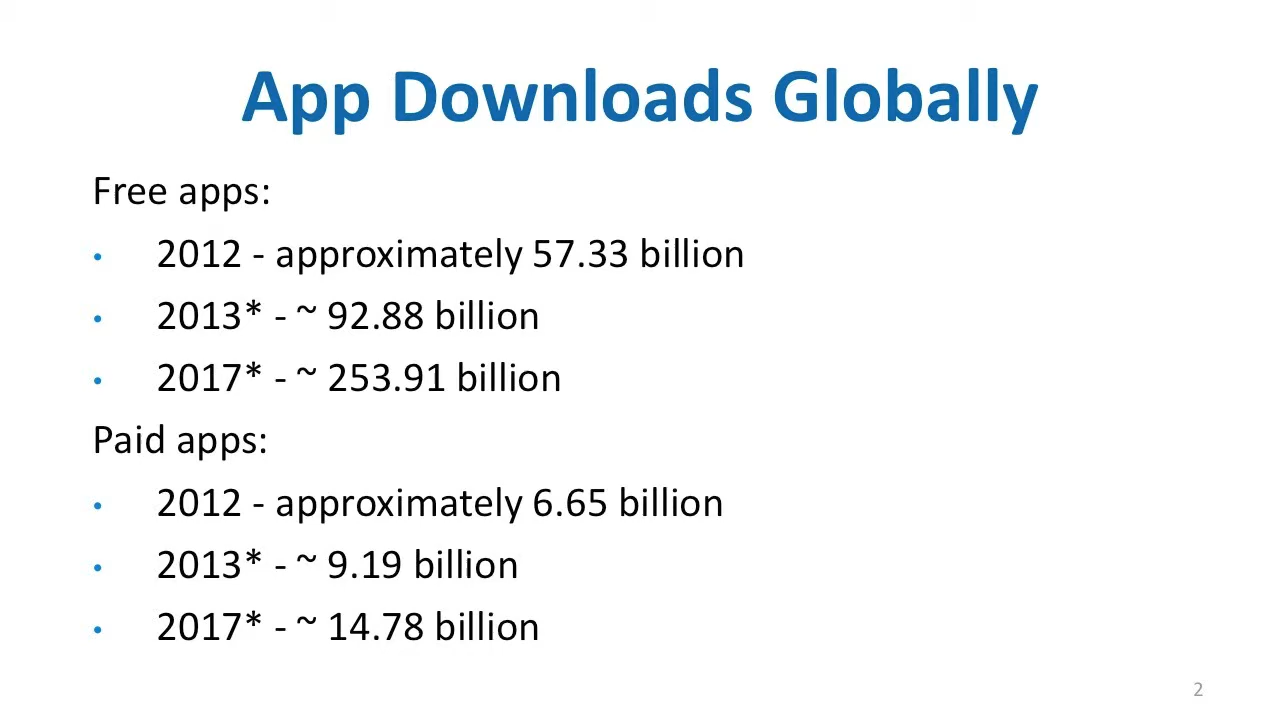 App Downloads Globally
Free apps:
• 2012 - approximately 57.33 billion
• 2013* - ~ 92.88 billion
• 2017* - ~ 253.91 billion
Paid apps:
• 2012 - approximately 6.65 billion
• 2013* - ~ 9.19 billion
• 2017* - ~ 14.78 billion
2